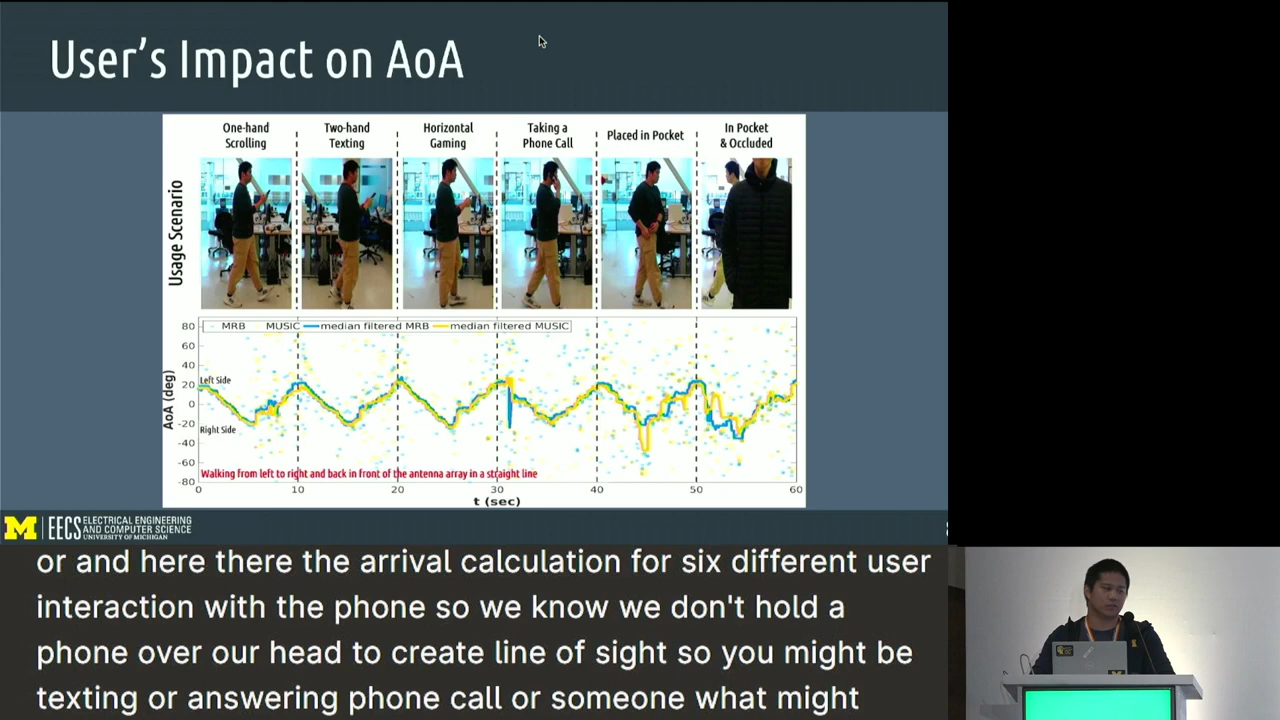 User's Impact on AoA
One-hand Scrolling
Two-hand Texting
Horizontal Gaming
Taking a Phone Call
Placed in Pocket
In Pocket & Occluded
Usage Scenario
MRB MUSIC median filtered MRB median filtered MUSIC
80
60
40
20
0
-20
-40
-60
-80
AoA (deg)
Left Side
Right Side
Walking from left to right and back in front of the antenna array in a straight line
0 10 20 30 40 50 60
t (sec)
M EECS ELECTRICAL ENGINEERING
AND COMPUTER SCIENCE
UNIVERSITY OF MICHIGAN
or and here there the arrival calculation for six different user
interaction with the phone so we know we don't hold a
phone over our head to create line of sight so you might be
texting or answering phone call or someone what might